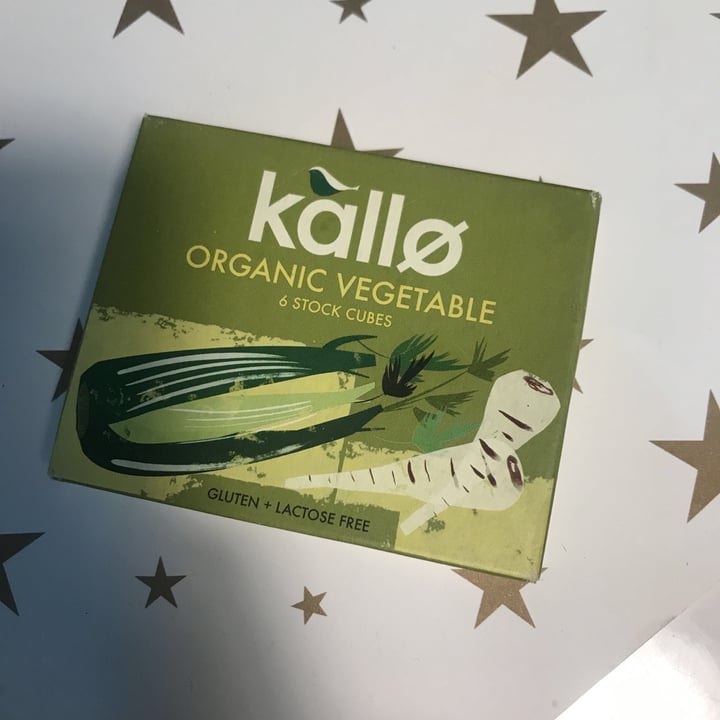 kallø
ORGANIC VEGETABLE
6 STOCK CUBES
GLUTEN + LACTOSE FREE